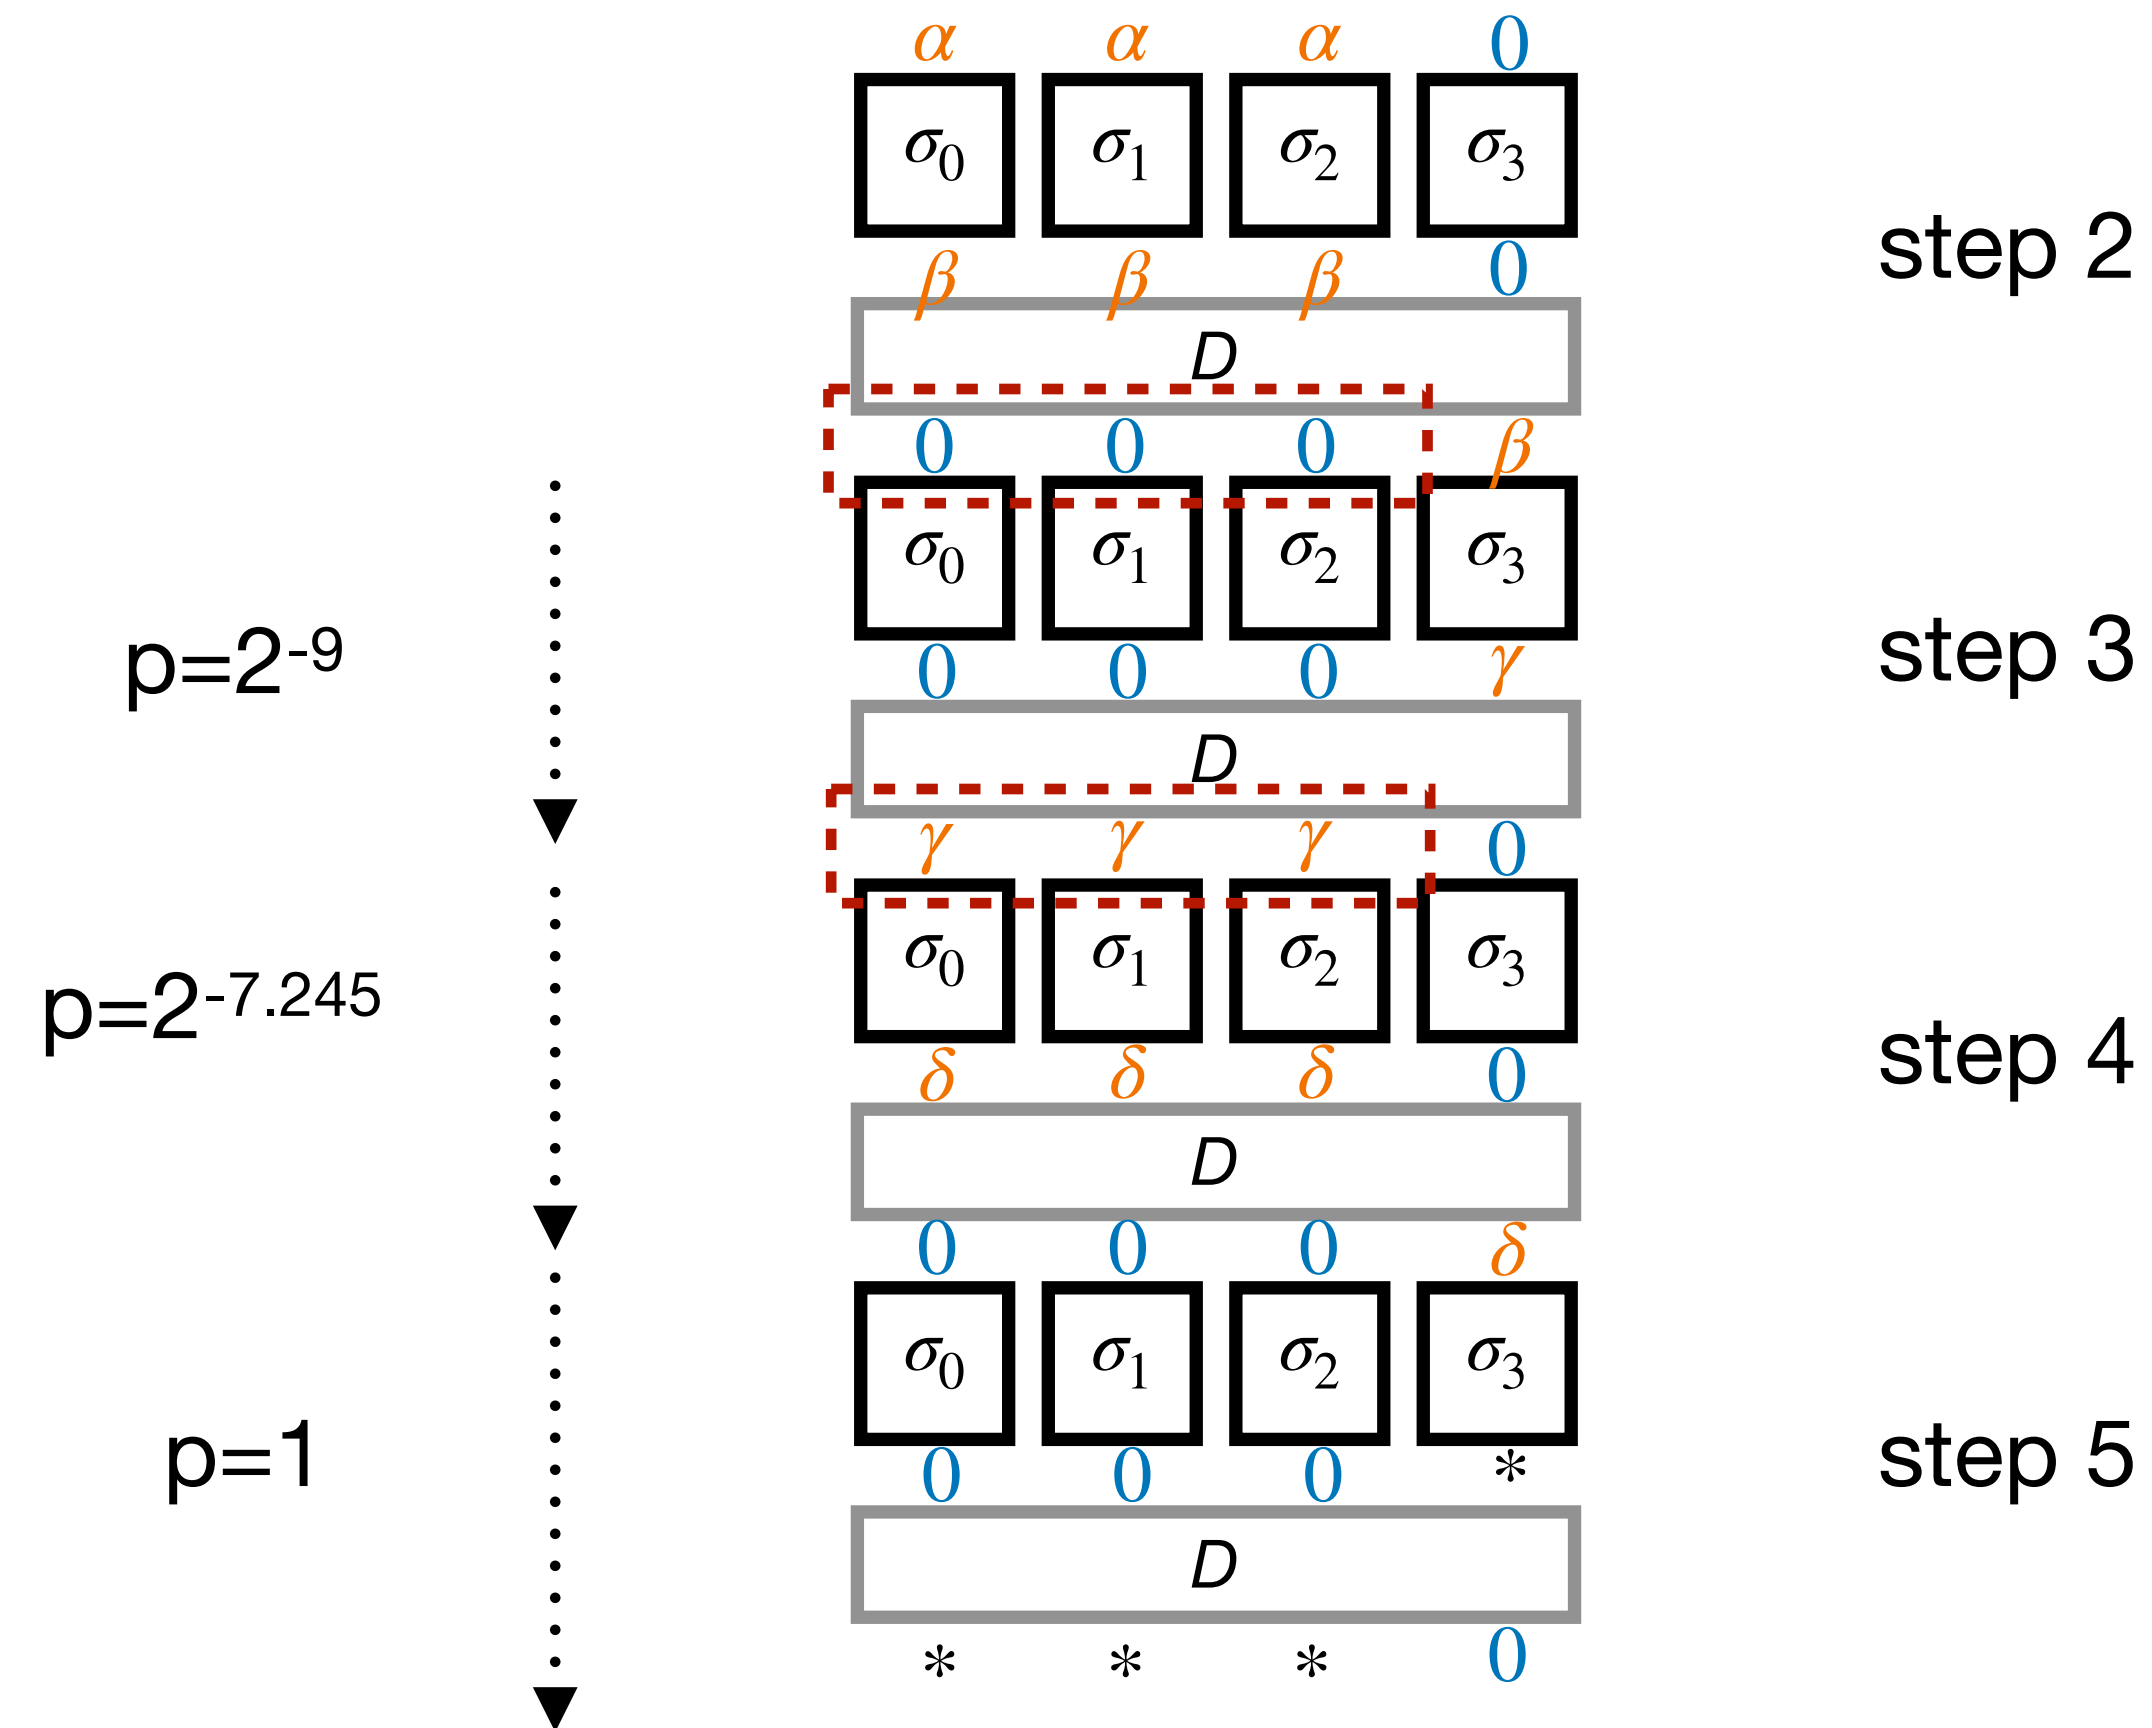 α α α 0
σ₀ σ₁ σ₂ σ₃
step 2
β β β 0
D
0 0 0 β
σ₀ σ₁ σ₂ σ₃
p=2⁻⁹
step 3
0 0 0 γ
D
γ γ γ 0
σ₀ σ₁ σ₂ σ₃
p=2⁻⁷·²⁴⁵
step 4
δ δ δ 0
D
0 0 0 δ
σ₀ σ₁ σ₂ σ₃
p=1
step 5
0 0 0 *
D
* * * 0